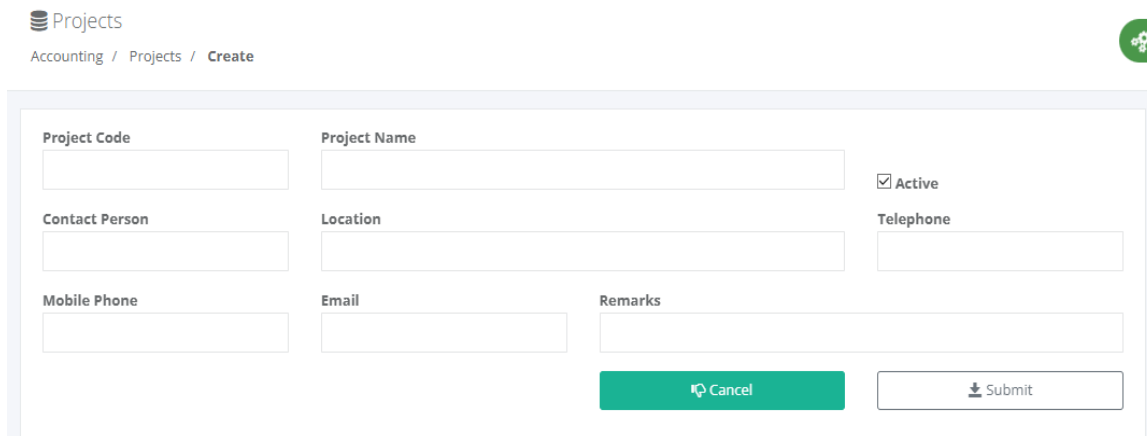 Projects
Accounting / Projects / Create
Project Code Project Name
Active
Contact Person Location Telephone
Mobile Phone Email Remarks
Cancel Submit